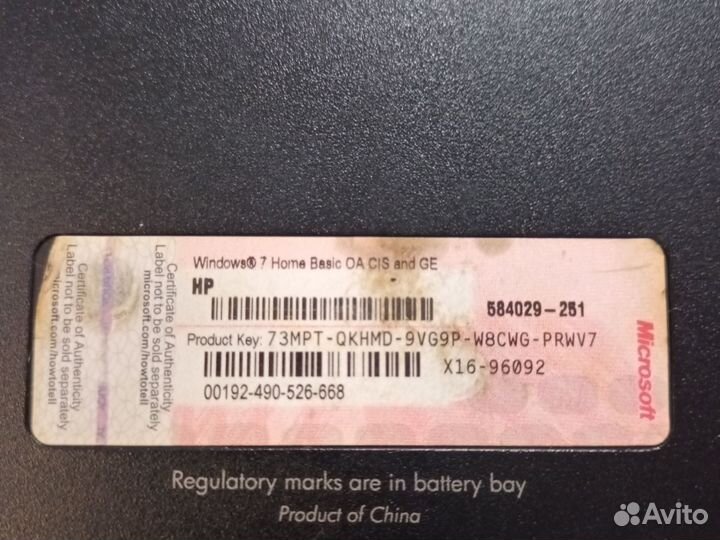 Certificate of Authenticity
Label not to be sold separately
microsoft.com/howtotell
Certificate of Authenticity
Label not to be sold separately
microsoft.com/howtotell
Windows® 7 Home Basic OA CIS and GE
HP
584029-251
Product Key: 73MPT-QKHMD-9VG9P-W8CWG-PRWV7
X16-96092
00192-490-526-668
Microsoft
Regulatory marks are in battery bay
Product of China
Avito